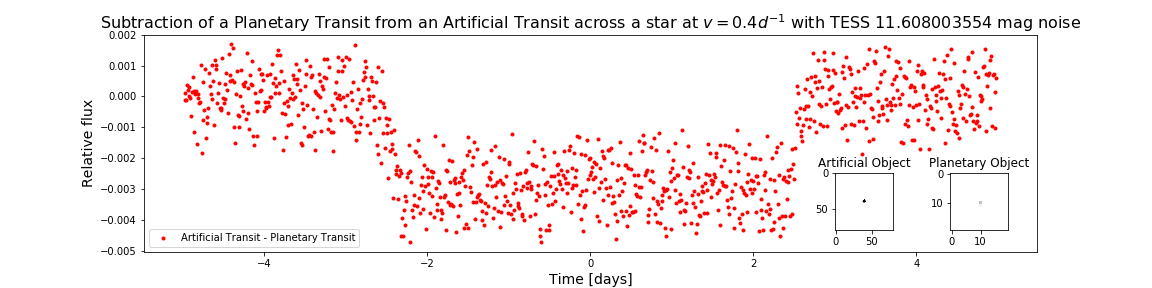 Subtraction of a Planetary Transit from an Artificial Transit across a star at v = 0.4d⁻¹ with TESS 11.608003554 mag noise
0.002
0.001
0.000
−0.001
−0.002
−0.003
−0.004
−0.005
Relative flux
Artificial Transit - Planetary Transit
Artificial Object
0
50
0 50
Planetary Object
0
10
0 10
−4 −2 0 2 4
Time [days]